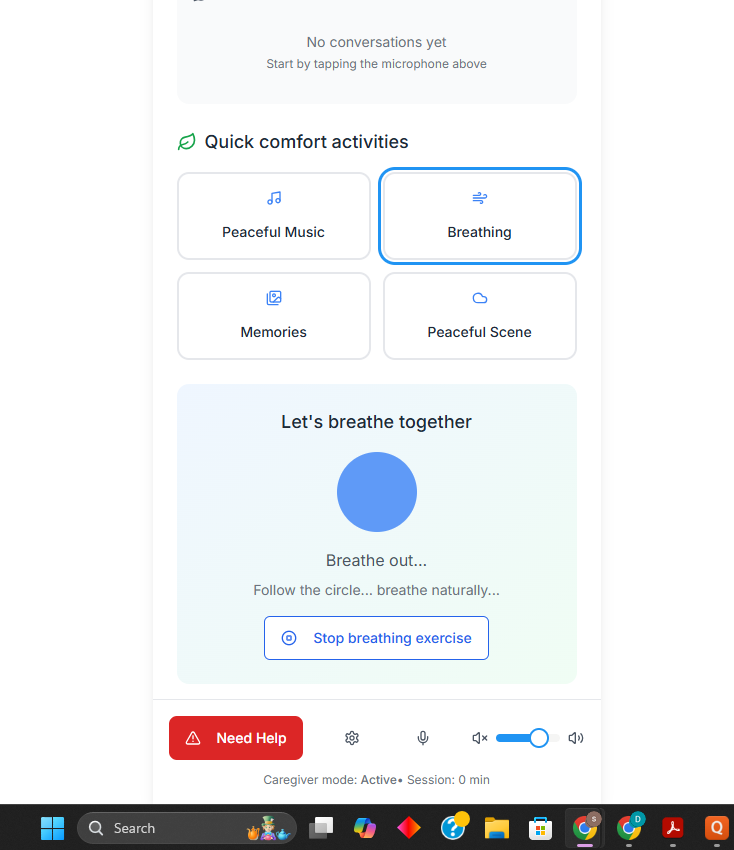 No conversations yet
Start by tapping the microphone above
Quick comfort activities
Peaceful Music
Breathing
Memories
Peaceful Scene
Let's breathe together
Breathe out...
Follow the circle... breathe naturally...
Stop breathing exercise
Need Help
Caregiver mode: Active• Session: 0 min
Search
S
D
Q